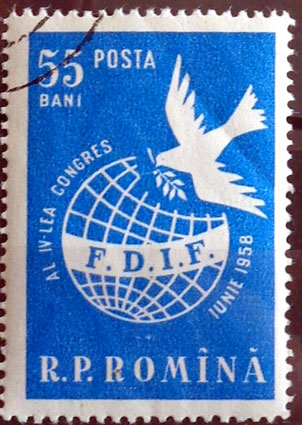 55 POSTA
BANI
AL IV-LEA CONGRES
F. D. I. F.
IUNIE 1958
R.P. ROMÎNĂ